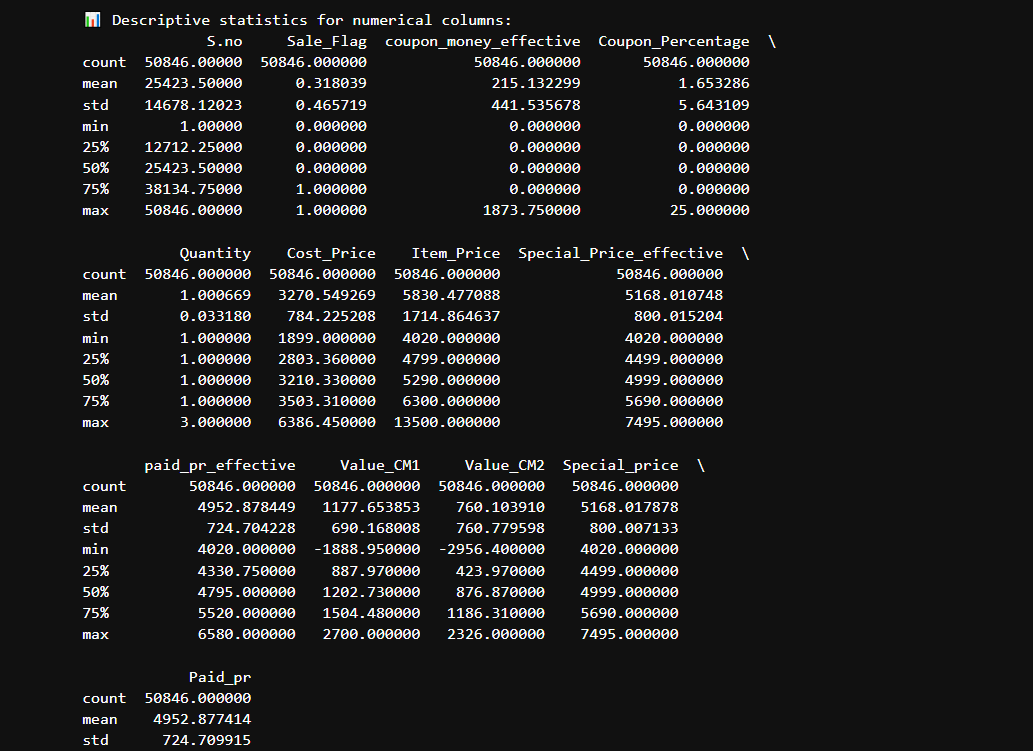 📊 Descriptive statistics for numerical columns:
S.no Sale_Flag coupon_money_effective Coupon_Percentage \
count 50846.00000 50846.000000 50846.000000 50846.000000
mean 25423.50000 0.318039 215.132299 1.653286
std 14678.12023 0.465719 441.535678 5.643109
min 1.00000 0.000000 0.000000 0.000000
25% 12712.25000 0.000000 0.000000 0.000000
50% 25423.50000 0.000000 0.000000 0.000000
75% 38134.75000 1.000000 0.000000 0.000000
max 50846.00000 1.000000 1873.750000 25.000000
Quantity Cost_Price Item_Price Special_Price_effective \
count 50846.000000 50846.000000 50846.000000 50846.000000
mean 1.000669 3270.549269 5830.477088 5168.010748
std 0.033180 784.225208 1714.864637 800.015204
min 1.000000 1899.000000 4020.000000 4020.000000
25% 1.000000 2803.360000 4799.000000 4499.000000
50% 1.000000 3210.330000 5290.000000 4999.000000
75% 1.000000 3503.310000 6300.000000 5690.000000
max 3.000000 6386.450000 13500.000000 7495.000000
paid_pr_effective Value_CM1 Value_CM2 Special_price \
count 50846.000000 50846.000000 50846.000000 50846.000000
mean 4952.878449 1177.653853 760.103910 5168.017878
std 724.704228 690.168008 760.779598 800.007133
min 4020.000000 -1888.950000 -2956.400000 4020.000000
25% 4330.750000 887.970000 423.970000 4499.000000
50% 4795.000000 1202.730000 876.870000 4999.000000
75% 5520.000000 1504.480000 1186.310000 5690.000000
max 6580.000000 2700.000000 2326.000000 7495.000000
Paid_pr
count 50846.000000
mean 4952.877414
std 724.709915